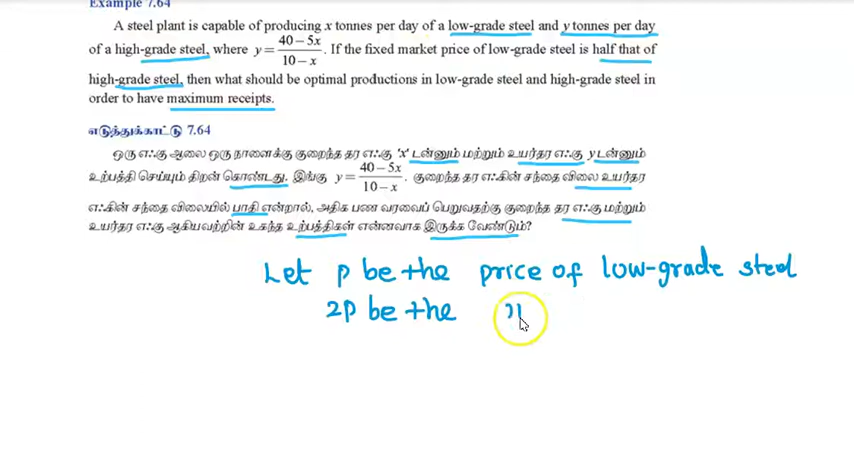 Example 7.64
A steel plant is capable of producing x tonnes per day of a low-grade steel and y tonnes per day
of a high-grade steel, where y = (40 − 5x)/(10 − x). If the fixed market price of low-grade steel is half that of
high-grade steel, then what should be optimal productions in low-grade steel and high-grade steel in
order to have maximum receipts.
எடுத்துக்காட்டு 7.64
ஒரு எஃகு ஆலை ஒரு நாளைக்கு குறைந்த தர எஃகு 'x' டன்னும் மற்றும் உயர்தர எஃகு y டன்னும்
உற்பத்தி செய்யும் திறன் கொண்டது. இங்கு y = (40 − 5x)/(10 − x). குறைந்த தர எஃகின் சந்தை விலை உயர்தர
எஃகின் சந்தை விலையில் பாதி என்றால், அதிக பண வரவைப் பெறுவதற்கு குறைந்த தர எஃகு மற்றும்
உயர்தர எஃகு ஆகியவற்றின் உகந்த உற்பத்திகள் என்னவாக இருக்க வேண்டும்?
Let p be the price of low-grade steel
2p be the "